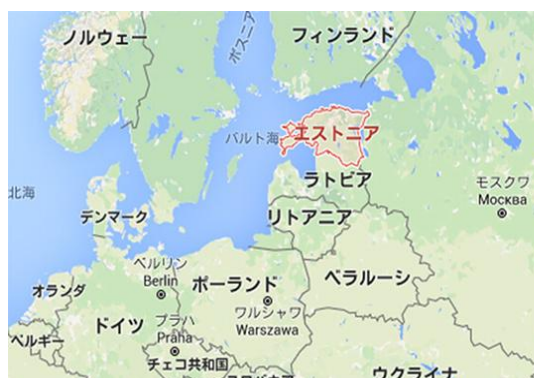 ノルウェー
フィンランド
ボスニア
エストニア
バルト海
ラトビア
北海
モスクワ
Москва
デンマーク
リトアニア
ベルリン
Berlin
ポーランド
ベラルーシ
オランダ
ワルシャワ
Warszawa
ドイツ
プラハ
Praha
ベルギー
チェコ共和国
ウクライナ